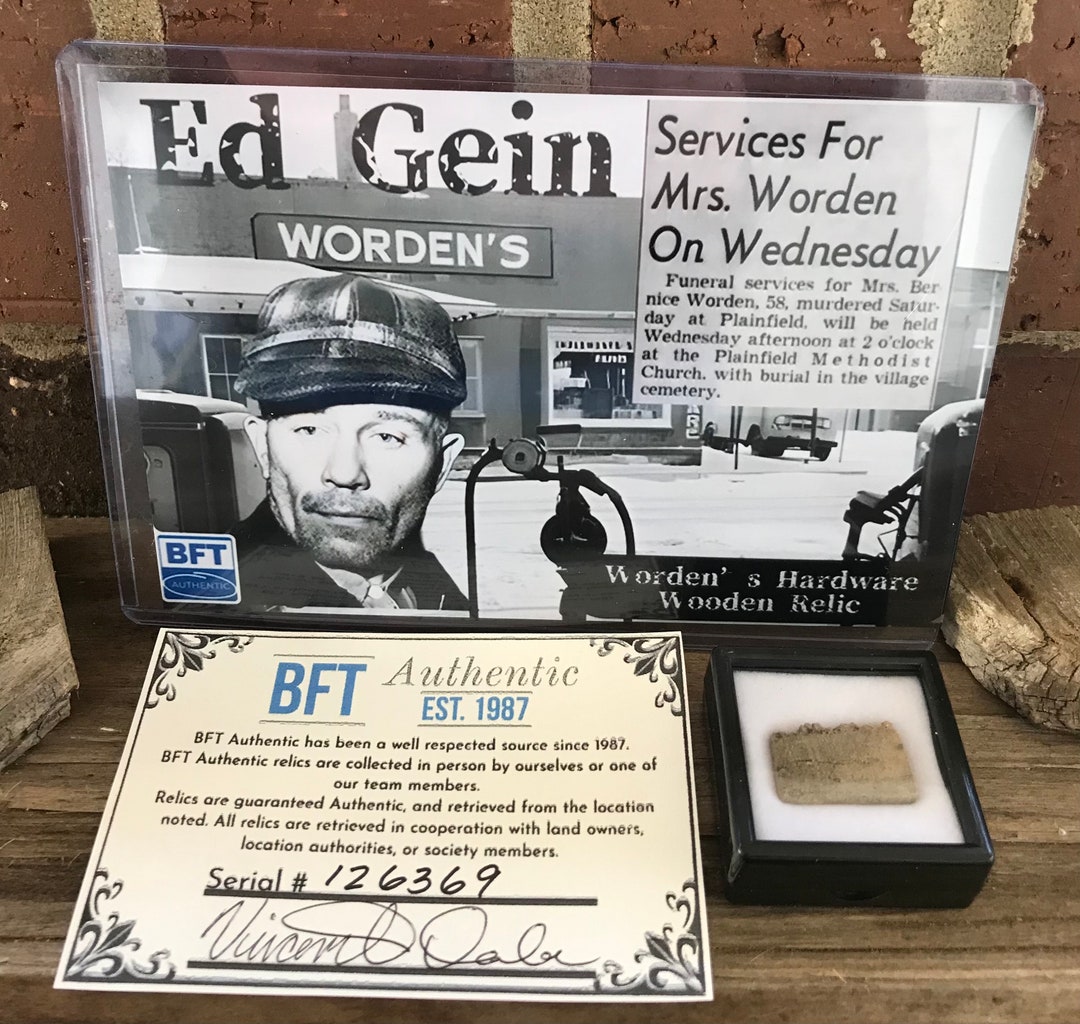 Ed Gein
WORDEN'S
Services For
Mrs. Worden
On Wednesday
Funeral services for Mrs. Ber-
nice Worden, 58, murdered Satur-
day at Plainfield, will be held
Wednesday afternoon at 2 o'clock
at the Plainfield Methodist
Church, with burial in the village
cemetery.
BFT
AUTHENTIC
Worden' s Hardware
Wooden Relic
BFT Authentic
EST. 1987
BFT Authentic has been a well respected source since 1987.
BFT Authentic relics are collected in person by ourselves or one of
our team members.
Relics are guaranteed Authentic, and retrieved from the location
noted. All relics are retrieved in cooperation with land owners,
location authorities, or society members.
Serial # 126369